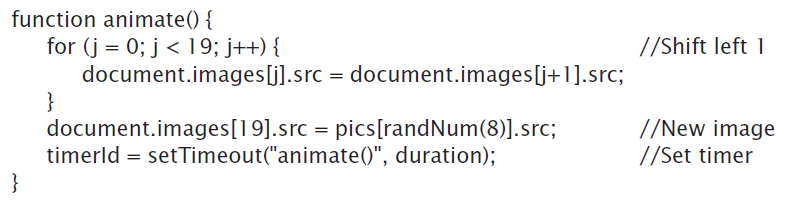 function animate() {
for (j = 0; j < 19; j++) { //Shift left 1
document.images[j].src = document.images[j+1].src;
}
document.images[19].src = pics[randNum(8)].src; //New image
timerId = setTimeout("animate()", duration); //Set timer
}